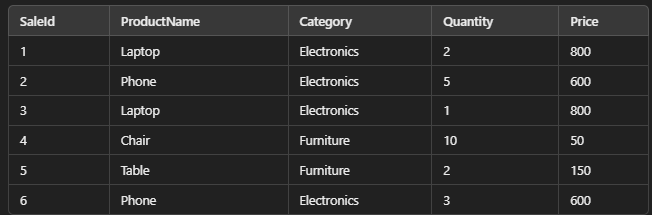 SaleId ProductName Category Quantity Price
1 Laptop Electronics 2 800
2 Phone Electronics 5 600
3 Laptop Electronics 1 800
4 Chair Furniture 10 50
5 Table Furniture 2 150
6 Phone Electronics 3 600